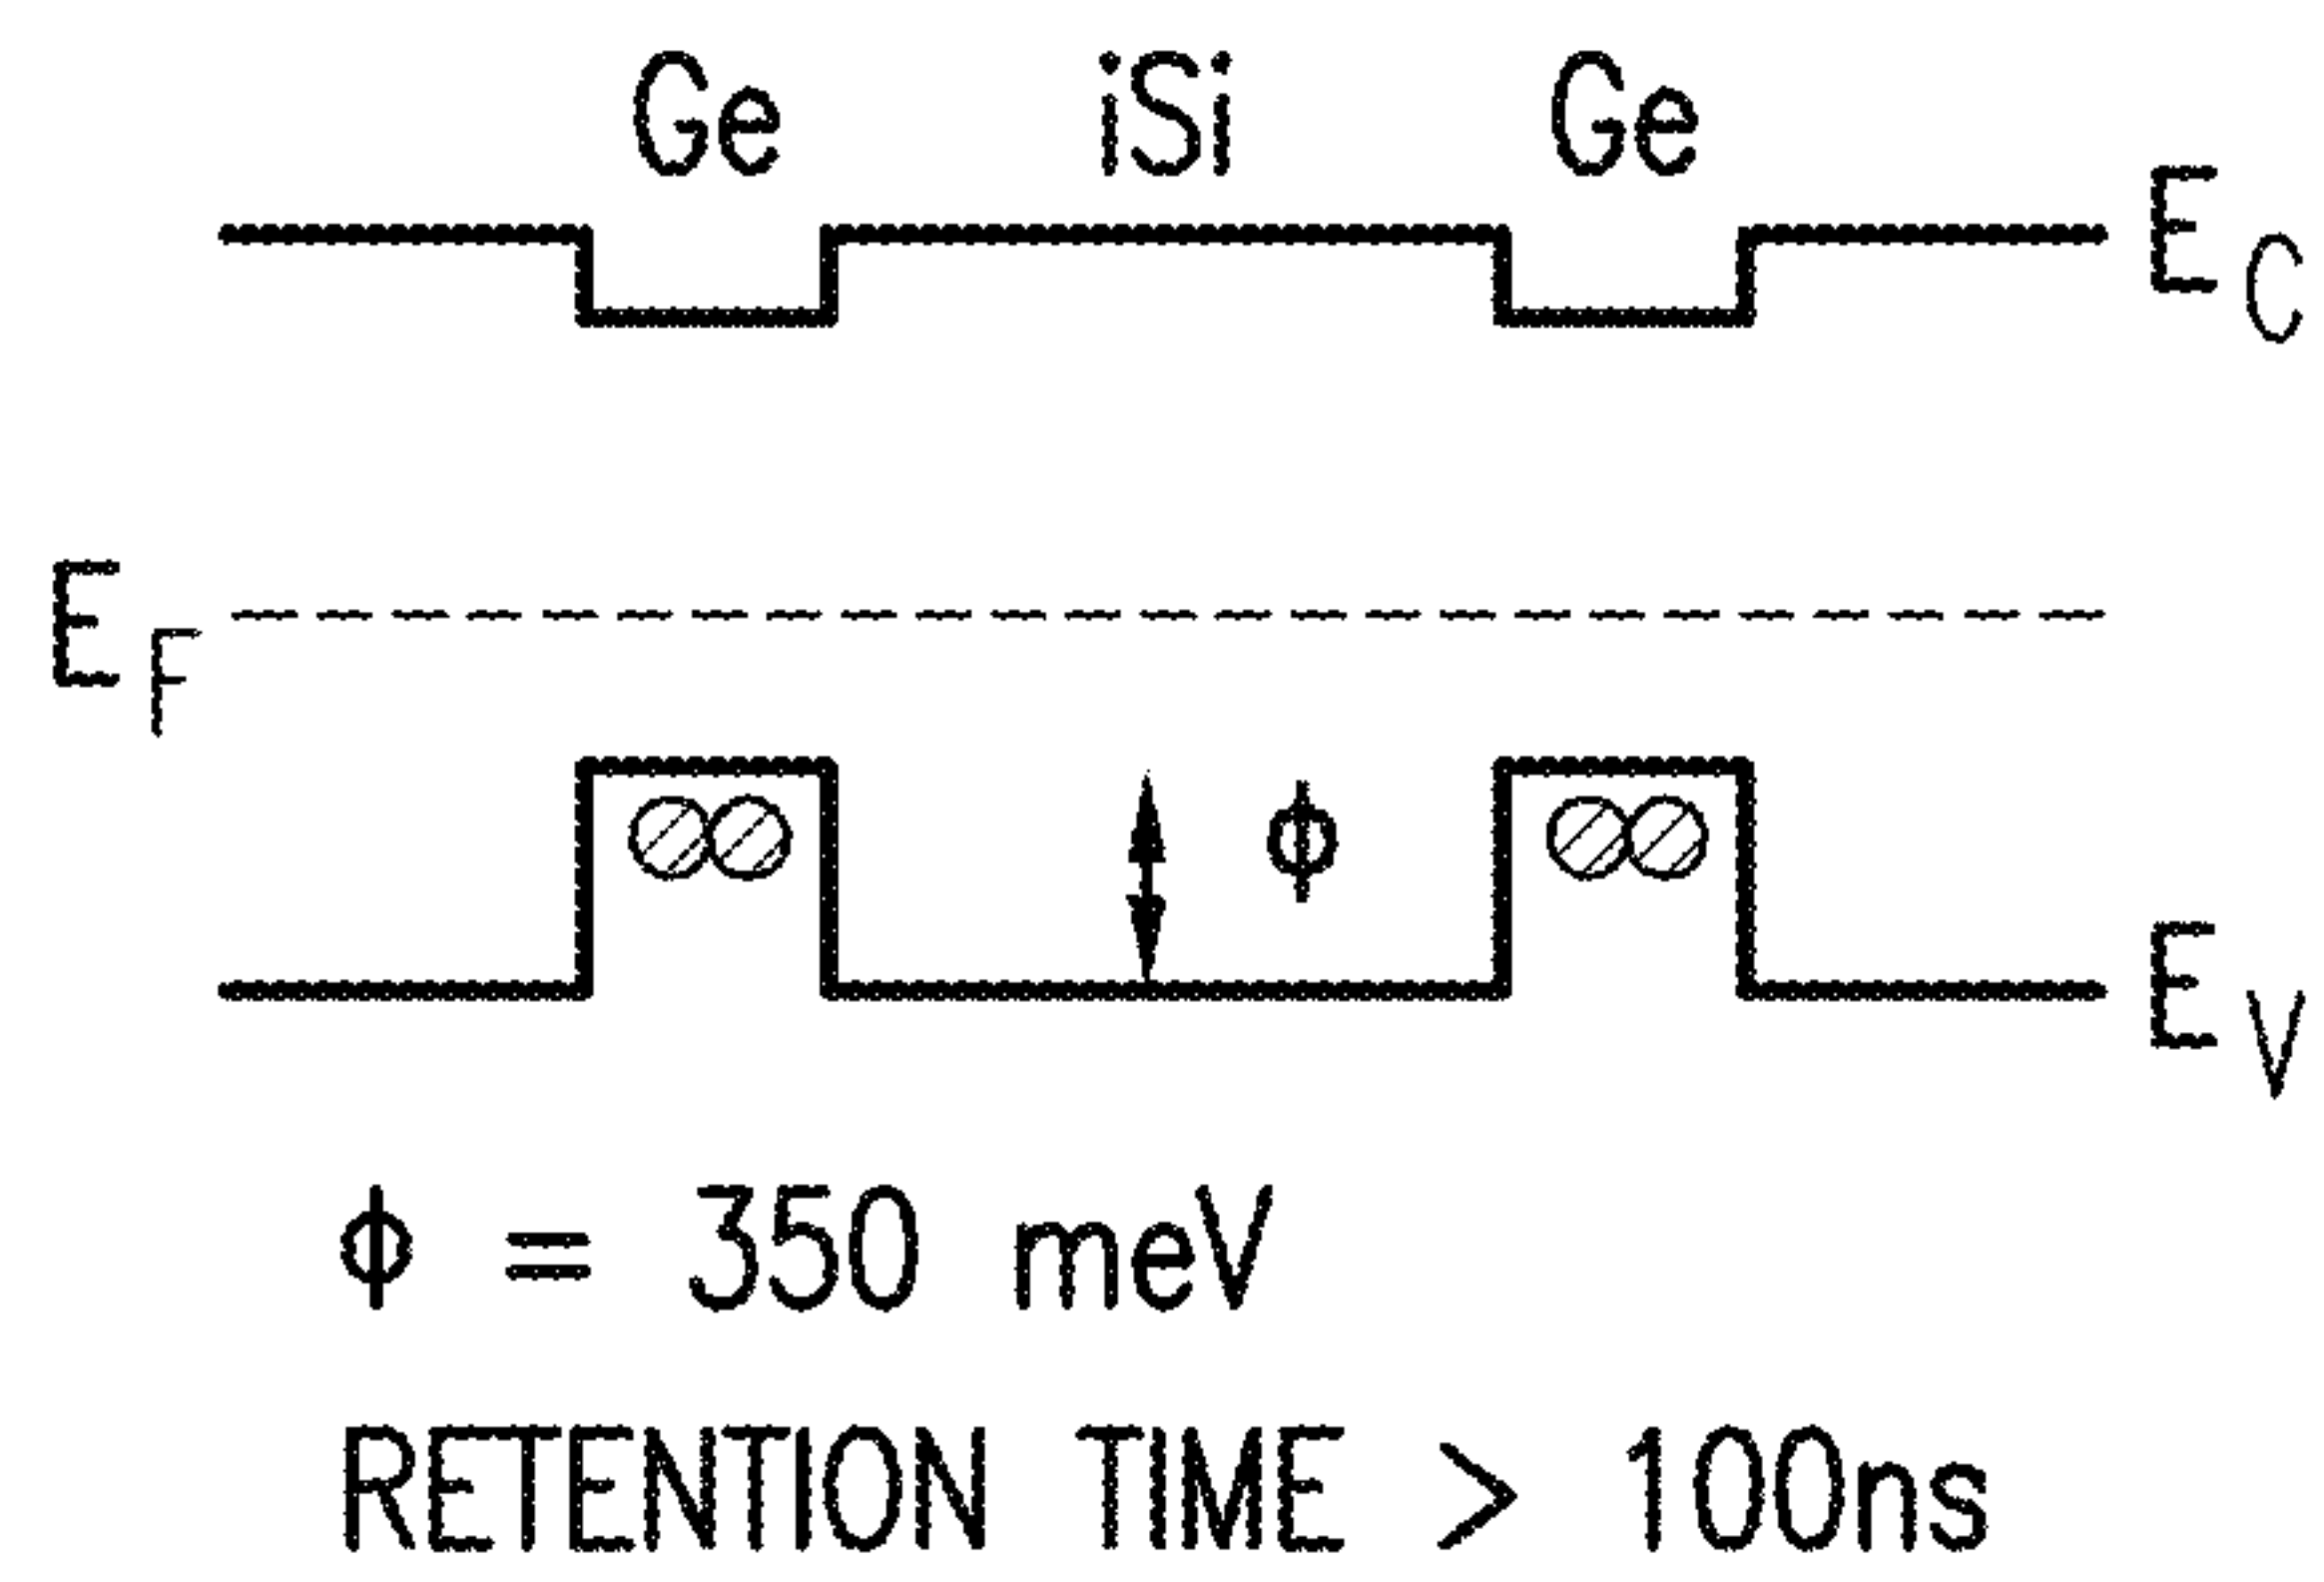 Ge iSi Ge
E_C
E_F
ϕ
E_V
ϕ = 350 meV
RETENTION TIME > 100ns